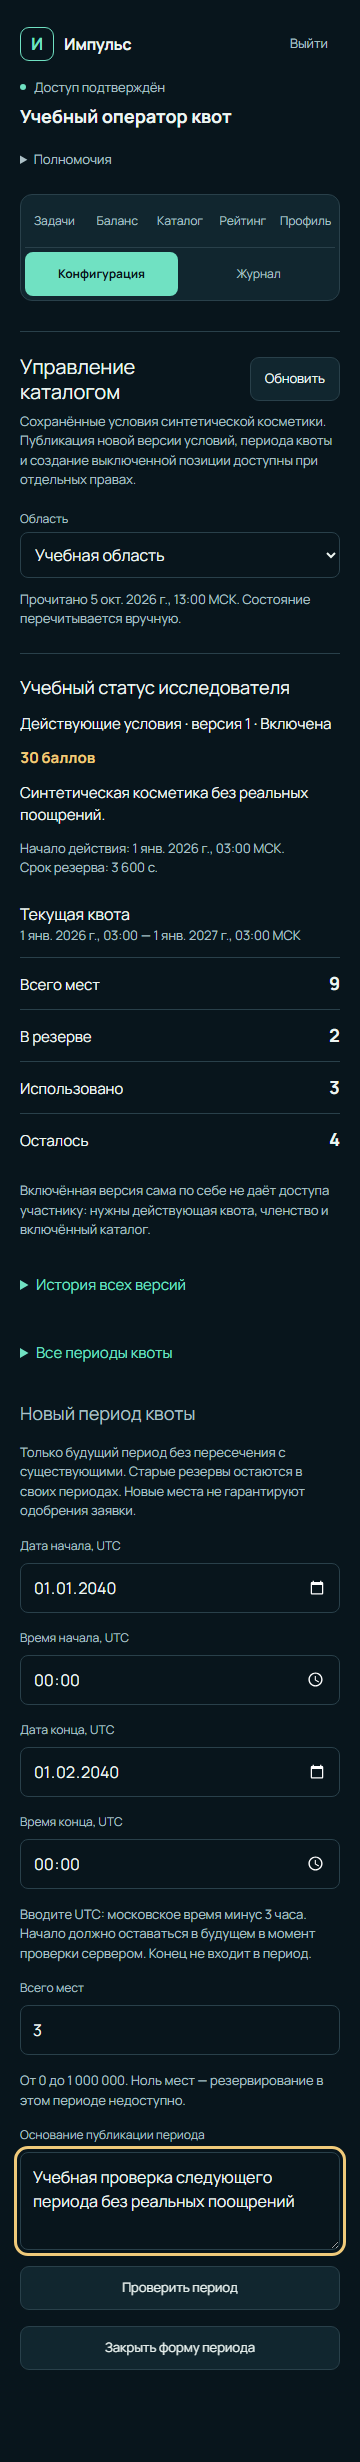 И Импульс Выйти
Доступ подтверждён
Учебный оператор квот
Полномочия
Задачи Баланс Каталог Рейтинг Профиль
Конфигурация Журнал
Управление
каталогом
Обновить
Сохранённые условия синтетической косметики.
Публикация новой версии условий, периода квоты
и создание выключенной позиции доступны при
отдельных правах.
Область
Учебная область
Прочитано 5 окт. 2026 г., 13:00 МСК. Состояние
перечитывается вручную.
Учебный статус исследователя
Действующие условия · версия 1 · Включена
30 баллов
Синтетическая косметика без реальных
поощрений.
Начало действия: 1 янв. 2026 г., 03:00 МСК.
Срок резерва: 3 600 с.
Текущая квота
1 янв. 2026 г., 03:00 — 1 янв. 2027 г., 03:00 МСК
Всего мест 9
В резерве 2
Использовано 3
Осталось 4
Включённая версия сама по себе не даёт доступа
участнику: нужны действующая квота, членство и
включённый каталог.
История всех версий
Все периоды квоты
Новый период квоты
Только будущий период без пересечения с
существующими. Старые резервы остаются в
своих периодах. Новые места не гарантируют
одобрения заявки.
Дата начала, UTC
01.01.2040
Время начала, UTC
00:00
Дата конца, UTC
01.02.2040
Время конца, UTC
00:00
Вводите UTC: московское время минус 3 часа.
Начало должно оставаться в будущем в момент
проверки сервером. Конец не входит в период.
Всего мест
3
От 0 до 1 000 000. Ноль мест — резервирование в
этом периоде недоступно.
Основание публикации периода
Учебная проверка следующего
периода без реальных поощрений
Проверить период
Закрыть форму периода